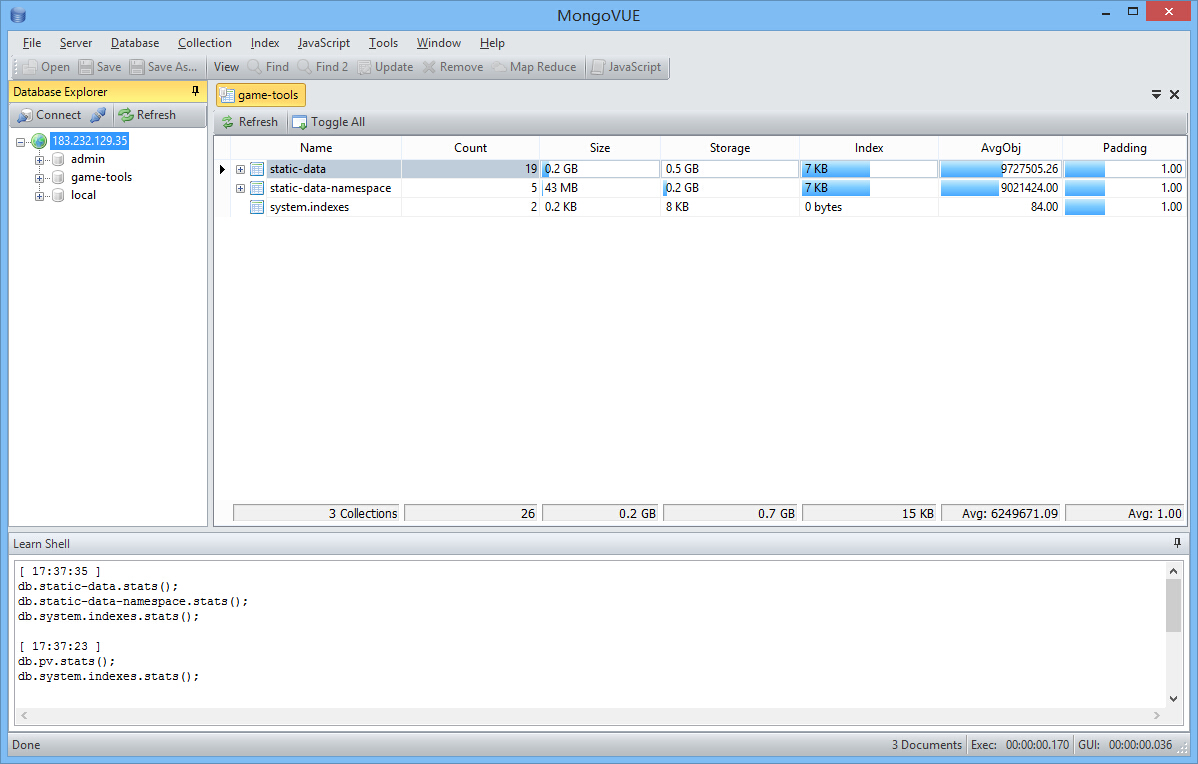 MongoVUE
File Server Database Collection Index JavaScript Tools Window Help
Open Save Save As... View Find Find 2 Update Remove Map Reduce JavaScript
Database Explorer
Connect Refresh
183.232.129.35
admin
game-tools
local
game-tools
Refresh Toggle All
Name Count Size Storage Index AvgObj Padding
static-data 19 0.2 GB 0.5 GB 7 KB 9727505.26 1.00
static-data-namespace 5 43 MB 0.2 GB 7 KB 9021424.00 1.00
system.indexes 2 0.2 KB 8 KB 0 bytes 84.00 1.00
3 Collections 26 0.2 GB 0.7 GB 15 KB Avg: 6249671.09 Avg: 1.00
Learn Shell
[ 17:37:35 ]
db.static-data.stats();
db.static-data-namespace.stats();
db.system.indexes.stats();
[ 17:37:23 ]
db.pv.stats();
db.system.indexes.stats();
Done 3 Documents Exec: 00:00:00.170 GUI: 00:00:00.036